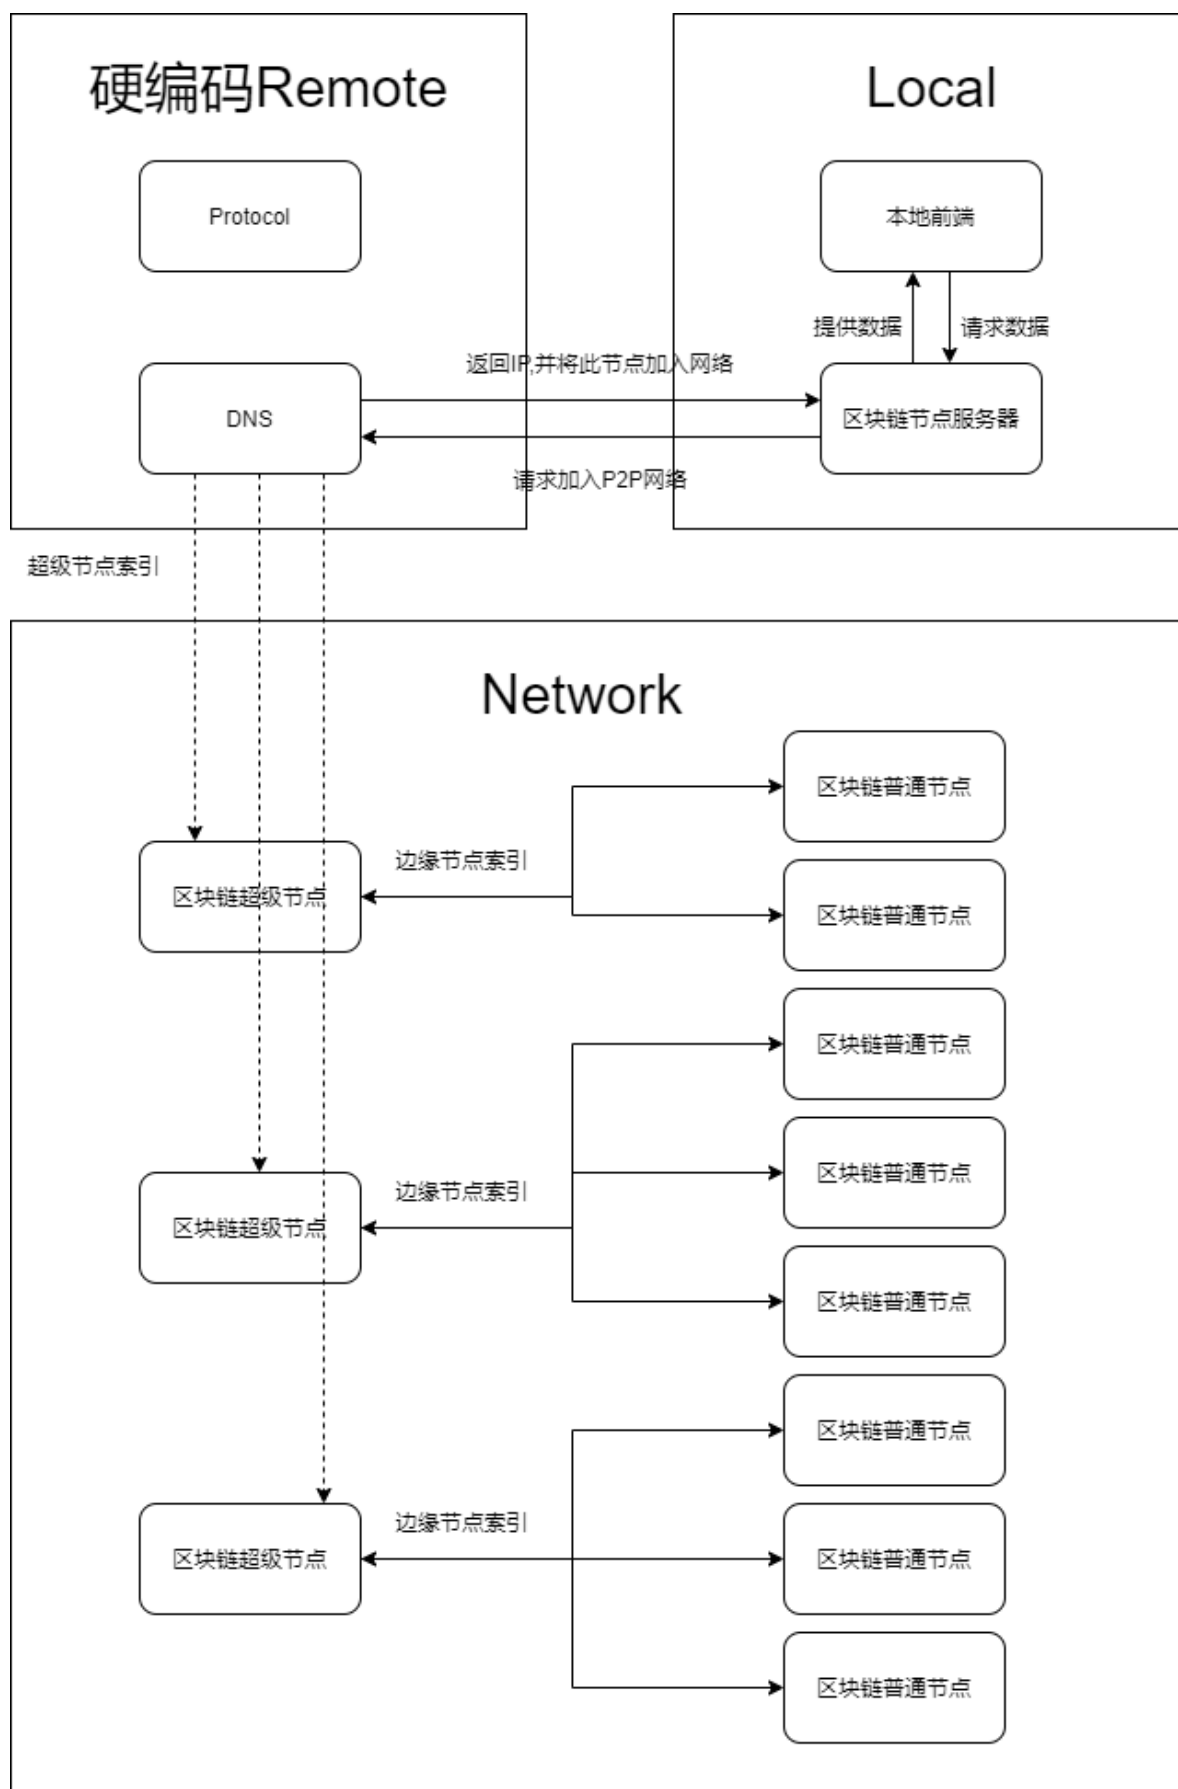 硬编码Remote
Local
Protocol
本地前端
提供数据
请求数据
返回IP,并将此节点加入网络
DNS
区块链节点服务器
请求加入P2P网络
超级节点索引
Network
区块链普通节点
边缘节点索引
区块链超级节点
区块链普通节点
区块链普通节点
区块链普通节点
边缘节点索引
区块链超级节点
区块链普通节点
区块链普通节点
边缘节点索引
区块链超级节点
区块链普通节点
区块链普通节点